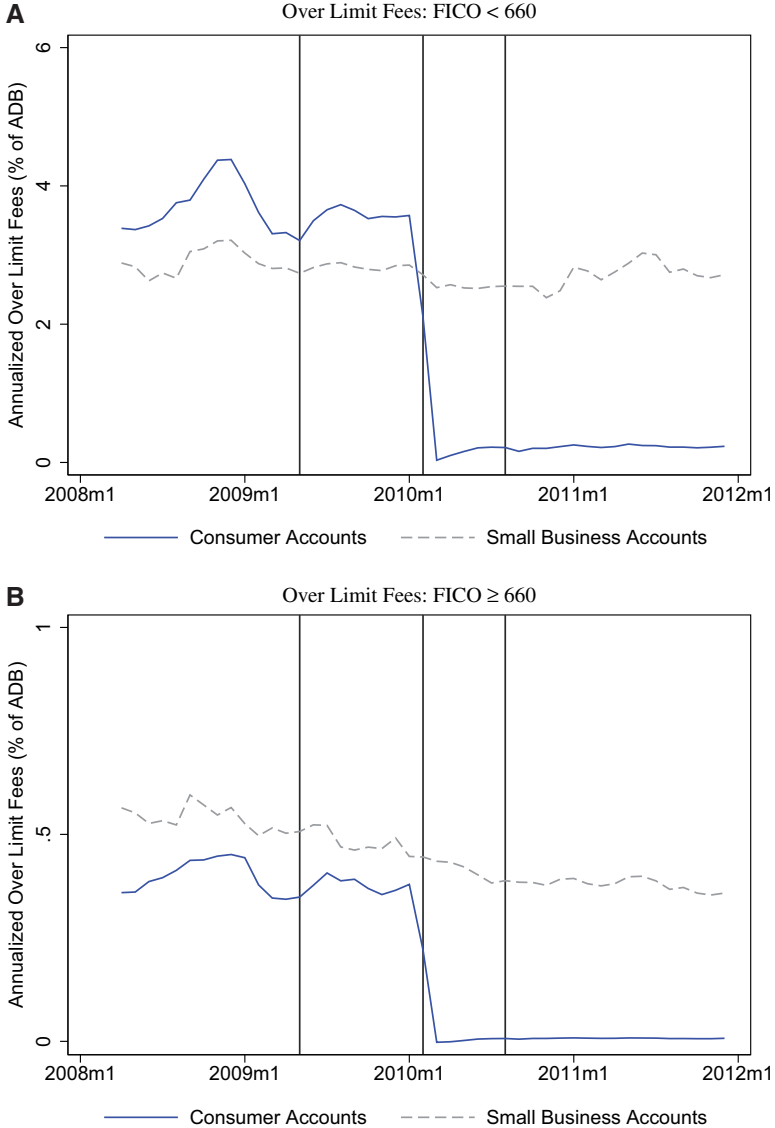 A
Over Limit Fees: FICO < 660
Annualized Over Limit Fees (% of ADB)
6
4
2
0
2008m1 2009m1 2010m1 2011m1 2012m1
Consumer Accounts Small Business Accounts
B
Over Limit Fees: FICO ≥ 660
Annualized Over Limit Fees (% of ADB)
1
.5
0
2008m1 2009m1 2010m1 2011m1 2012m1
Consumer Accounts Small Business Accounts